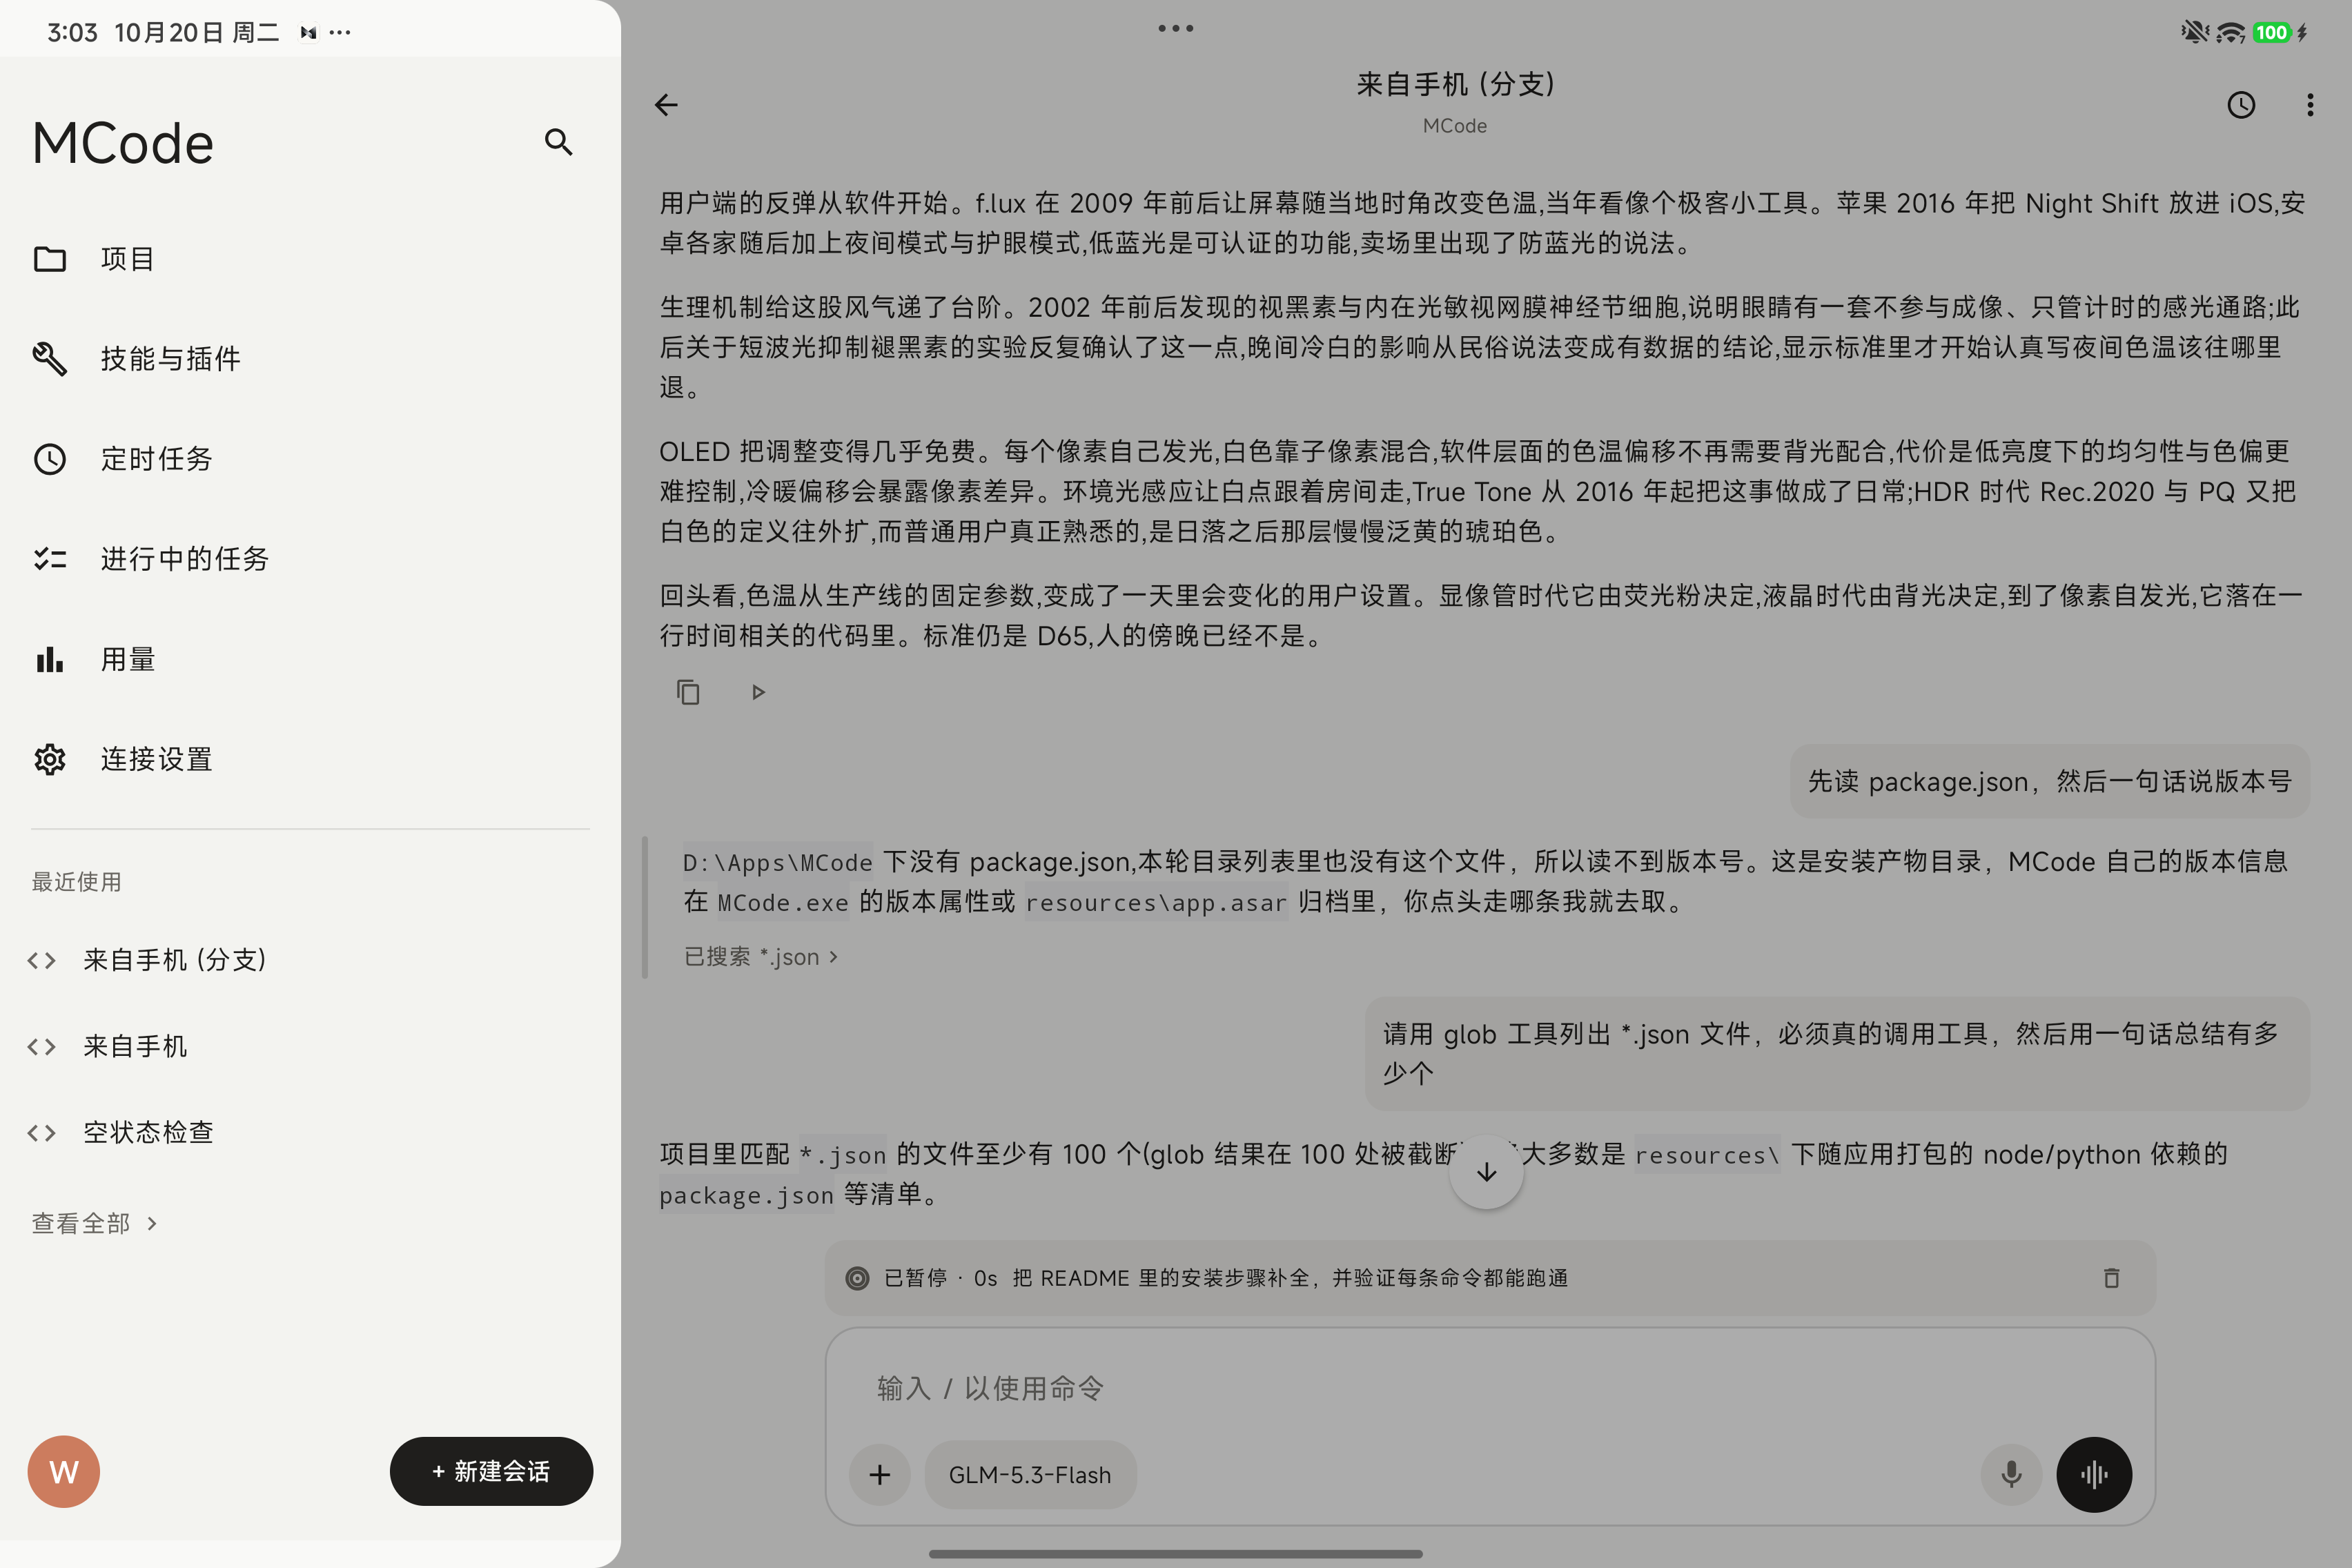 3:03 10月20日 周二
MCode
项目
技能与插件
定时任务
进行中的任务
用量
连接设置
最近使用
来自手机 (分支)
来自手机
空状态检查
查看全部
W
+ 新建会话
100
来自手机 (分支)
MCode
用户端的反弹从软件开始。f.lux 在 2009 年前后让屏幕随当地时角改变色温,当年看像个极客小工具。苹果 2016 年把 Night Shift 放进 iOS,安
卓各家随后加上夜间模式与护眼模式,低蓝光是可认证的功能,卖场里出现了防蓝光的说法。
生理机制给这股风气递了台阶。2002 年前后发现的视黑素与内在光敏视网膜神经节细胞,说明眼睛有一套不参与成像、只管计时的感光通路;此
后关于短波光抑制褪黑素的实验反复确认了这一点,晚间冷白的影响从民俗说法变成有数据的结论,显示标准里才开始认真写夜间色温该往哪里
退。
OLED 把调整变得几乎免费。每个像素自己发光,白色靠子像素混合,软件层面的色温偏移不再需要背光配合,代价是低亮度下的均匀性与色偏更
难控制,冷暖偏移会暴露像素差异。环境光感应让白点跟着房间走,True Tone 从 2016 年起把这事做成了日常;HDR 时代 Rec.2020 与 PQ 又把
白色的定义往外扩,而普通用户真正熟悉的,是日落之后那层慢慢泛黄的琥珀色。
回头看,色温从生产线的固定参数,变成了一天里会变化的用户设置。显像管时代它由荧光粉决定,液晶时代由背光决定,到了像素自发光,它落在一
行时间相关的代码里。标准仍是 D65,人的傍晚已经不是。
先读 package.json，然后一句话说版本号
D:\Apps\MCode 下没有 package.json,本轮目录列表里也没有这个文件，所以读不到版本号。这是安装产物目录，MCode 自己的版本信息
在 MCode.exe 的版本属性或 resources\app.asar 归档里，你点头走哪条我就去取。
已搜索 *.json
请用 glob 工具列出 *.json 文件，必须真的调用工具，然后用一句话总结有多
少个
项目里匹配 *.json 的文件至少有 100 个(glob 结果在 100 处被截断 大多数是 resources\ 下随应用打包的 node/python 依赖的
package.json 等清单。
已暂停 · 0s 把 README 里的安装步骤补全，并验证每条命令都能跑通
输入 / 以使用命令
GLM-5.3-Flash